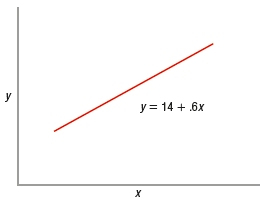 y
y = 14 + .6x
x